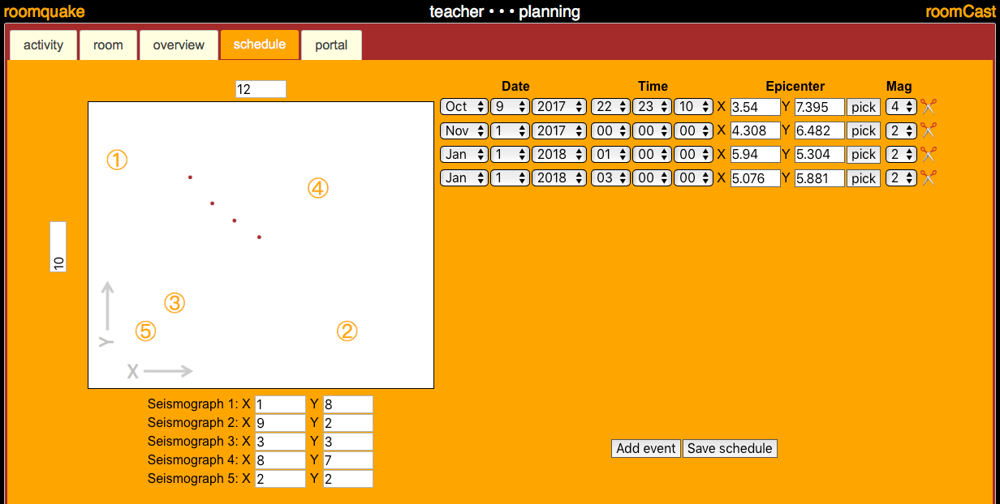 roomquake teacher • • • planning roomCast
activity room overview schedule portal
12
10
① ④ ③ ⑤ ②
Y
X
Date Time Epicenter Mag
Oct 9 2017 22 23 10 X 3.54 Y 7.395 pick 4
Nov 1 2017 00 00 00 X 4.308 Y 6.482 pick 2
Jan 1 2018 01 00 00 X 5.94 Y 5.304 pick 2
Jan 1 2018 03 00 00 X 5.076 Y 5.881 pick 2
Seismograph 1: X 1 Y 8
Seismograph 2: X 9 Y 2
Seismograph 3: X 3 Y 3
Seismograph 4: X 8 Y 7
Seismograph 5: X 2 Y 2
Add event Save schedule